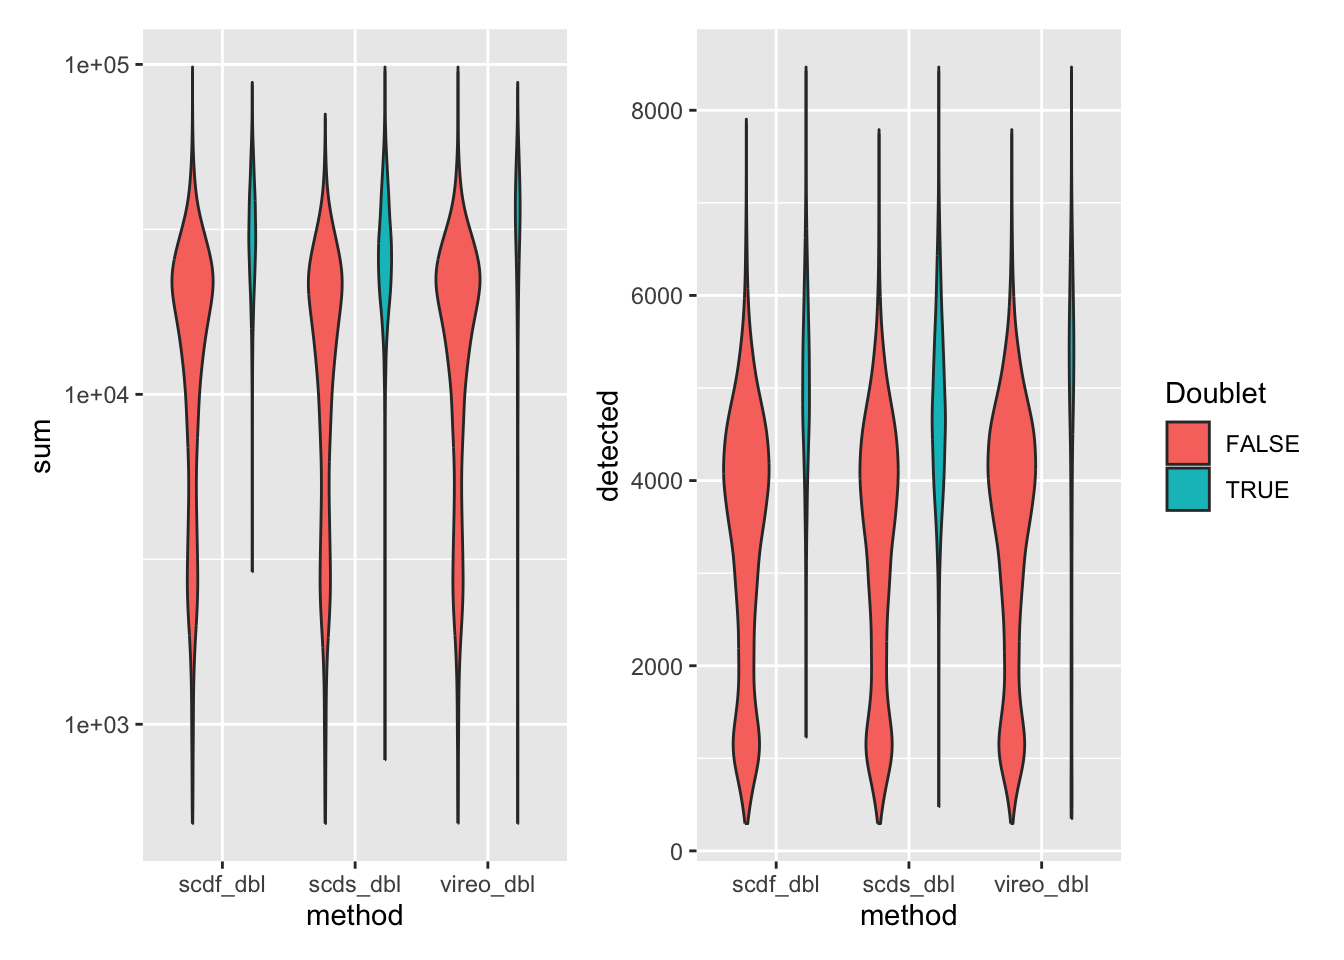 1e+05
1e+04
1e+03
sum
scdf_dbl scds_dbl vireo_dbl
method
8000
6000
4000
2000
0
detected
scdf_dbl scds_dbl vireo_dbl
method
Doublet
FALSE
TRUE